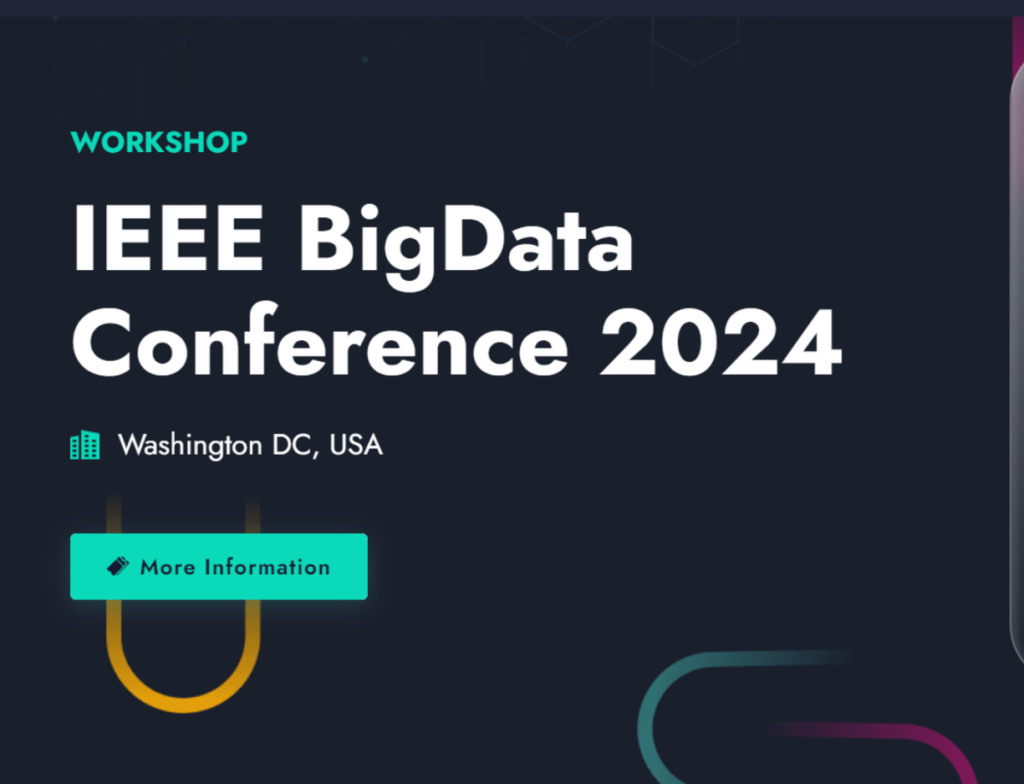 WORKSHOP
IEEE BigData
Conference 2024
Washington DC, USA
More Information